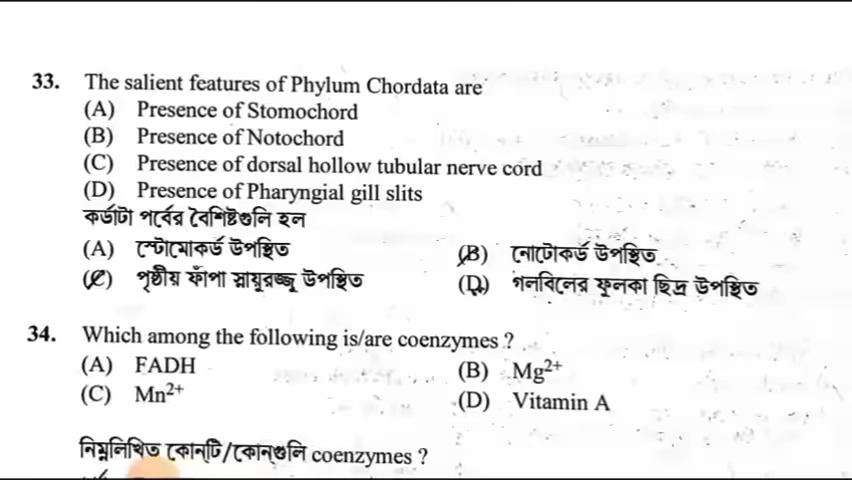 33. The salient features of Phylum Chordata are
(A) Presence of Stomochord
(B) Presence of Notochord
(C) Presence of dorsal hollow tubular nerve cord
(D) Presence of Pharyngial gill slits
কর্ডাটা পর্বের বৈশিষ্টগুলি হল
(A) স্টোমোকর্ড উপস্থিত (B) নোটোকর্ড উপস্থিত
(C) পৃষ্ঠীয় ফাঁপা স্নায়ুরজ্জু উপস্থিত (D) গলবিলের ফুলকা ছিদ্র উপস্থিত
34. Which among the following is/are coenzymes ?
(A) FADH (B) Mg²⁺
(C) Mn²⁺ (D) Vitamin A
নিম্নলিখিত কোন্‌টি/কোন্‌গুলি coenzymes ?